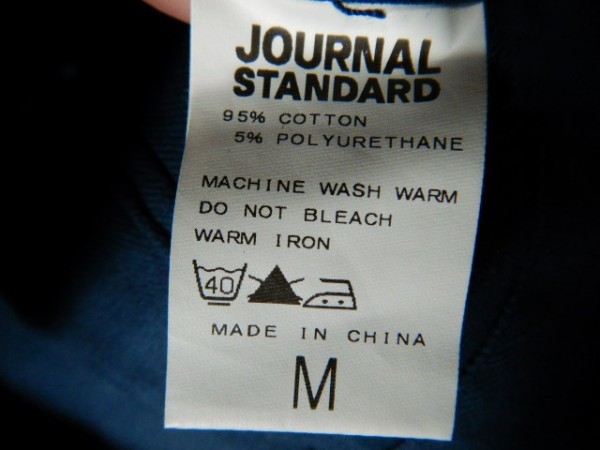 JOURNAL
STANDARD
95% COTTON
5% POLYURETHANE
MACHINE WASH WARM
DO NOT BLEACH
WARM IRON
40
MADE IN CHINA
M